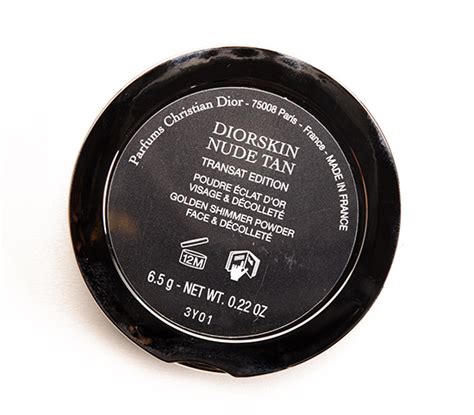 Parfums Christian Dior - 75008 Paris - France - MADE IN FRANCE
DIORSKIN
NUDE TAN
TRANSAT EDITION
POUDRE ÉCLAT D'OR
VISAGE & DÉCOLLETÉ
GOLDEN SHIMMER POWDER
FACE & DÉCOLLETÉ
12M
6.5 g - NET WT. 0.22 OZ
3Y01